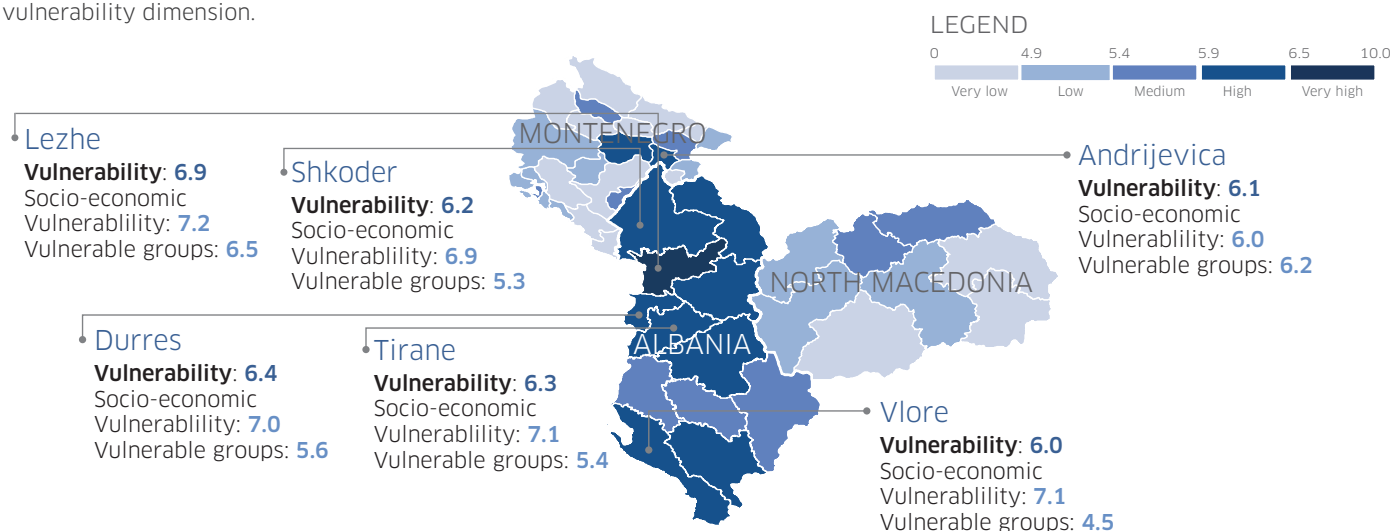 vulnerability dimension.
LEGEND
0 4.9 5.4 5.9 6.5 10.0
Very low Low Medium High Very high
MONTENEGRO
NORTH MACEDONIA
ALBANIA
Lezhe
Vulnerability: 6.9
Socio-economic
Vulnerablility: 7.2
Vulnerable groups: 6.5
Shkoder
Vulnerability: 6.2
Socio-economic
Vulnerablility: 6.9
Vulnerable groups: 5.3
Andrijevica
Vulnerability: 6.1
Socio-economic
Vulnerablility: 6.0
Vulnerable groups: 6.2
Durres
Vulnerability: 6.4
Socio-economic
Vulnerablility: 7.0
Vulnerable groups: 5.6
Tirane
Vulnerability: 6.3
Socio-economic
Vulnerablility: 7.1
Vulnerable groups: 5.4
Vlore
Vulnerability: 6.0
Socio-economic
Vulnerablility: 7.1
Vulnerable groups: 4.5